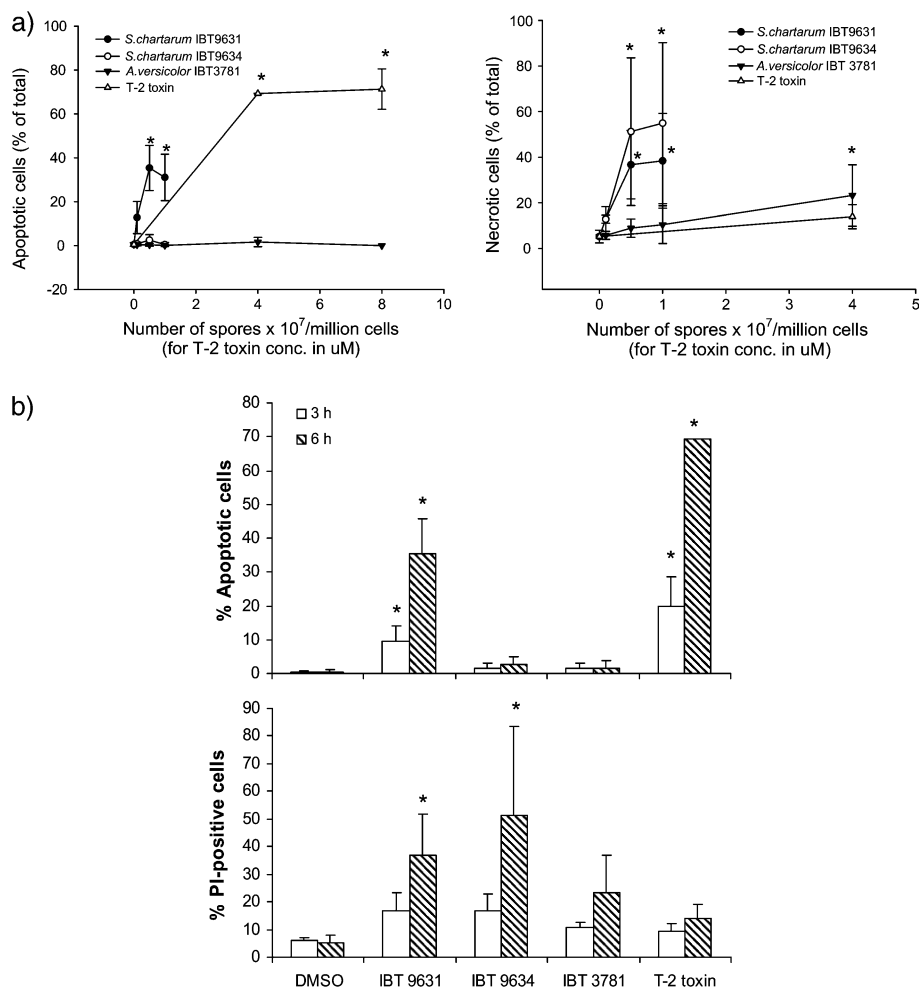 a)
Apoptotic cells (% of total)
100
80
60
40
20
0
-20
S.chartarum IBT9631
S.chartarum IBT9634
A.versicolor IBT3781
T-2 toxin
*
*
*
*
0 2 4 6 8 10
Number of spores x 10⁷/million cells
(for T-2 toxin conc. in uM)
Necrotic cells (% of total)
100
80
60
40
20
0
S.chartarum IBT9631
S.chartarum IBT9634
A.versicolor IBT 3781
T-2 toxin
*
*
*
*
*
0 1 2 3 4 5
Number of spores x 10⁷/million cells
(for T-2 toxin conc. in uM)
b)
% Apoptotic cells
80
70
60
50
40
30
20
10
0
3 h
6 h
*
*
*
*
% PI-positive cells
90
80
70
60
50
40
30
20
10
0
*
*
DMSO IBT 9631 IBT 9634 IBT 3781 T-2 toxin